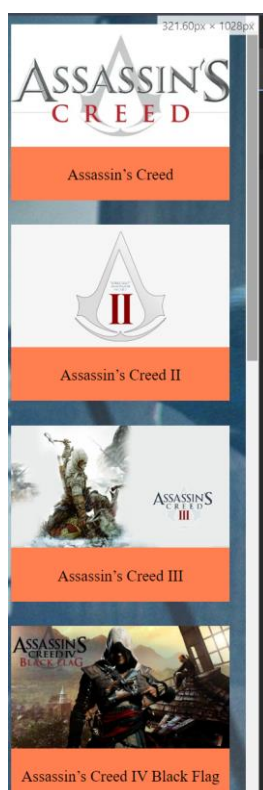 321.60px × 1028px
ASSASSIN'S
CREED
Assassin's Creed
II
Assassin's Creed II
ASSASSINS
CREED
III
Assassin's Creed III
ASSASSINS
CREED IV
BLACK FLAG
Assassin's Creed IV Black Flag